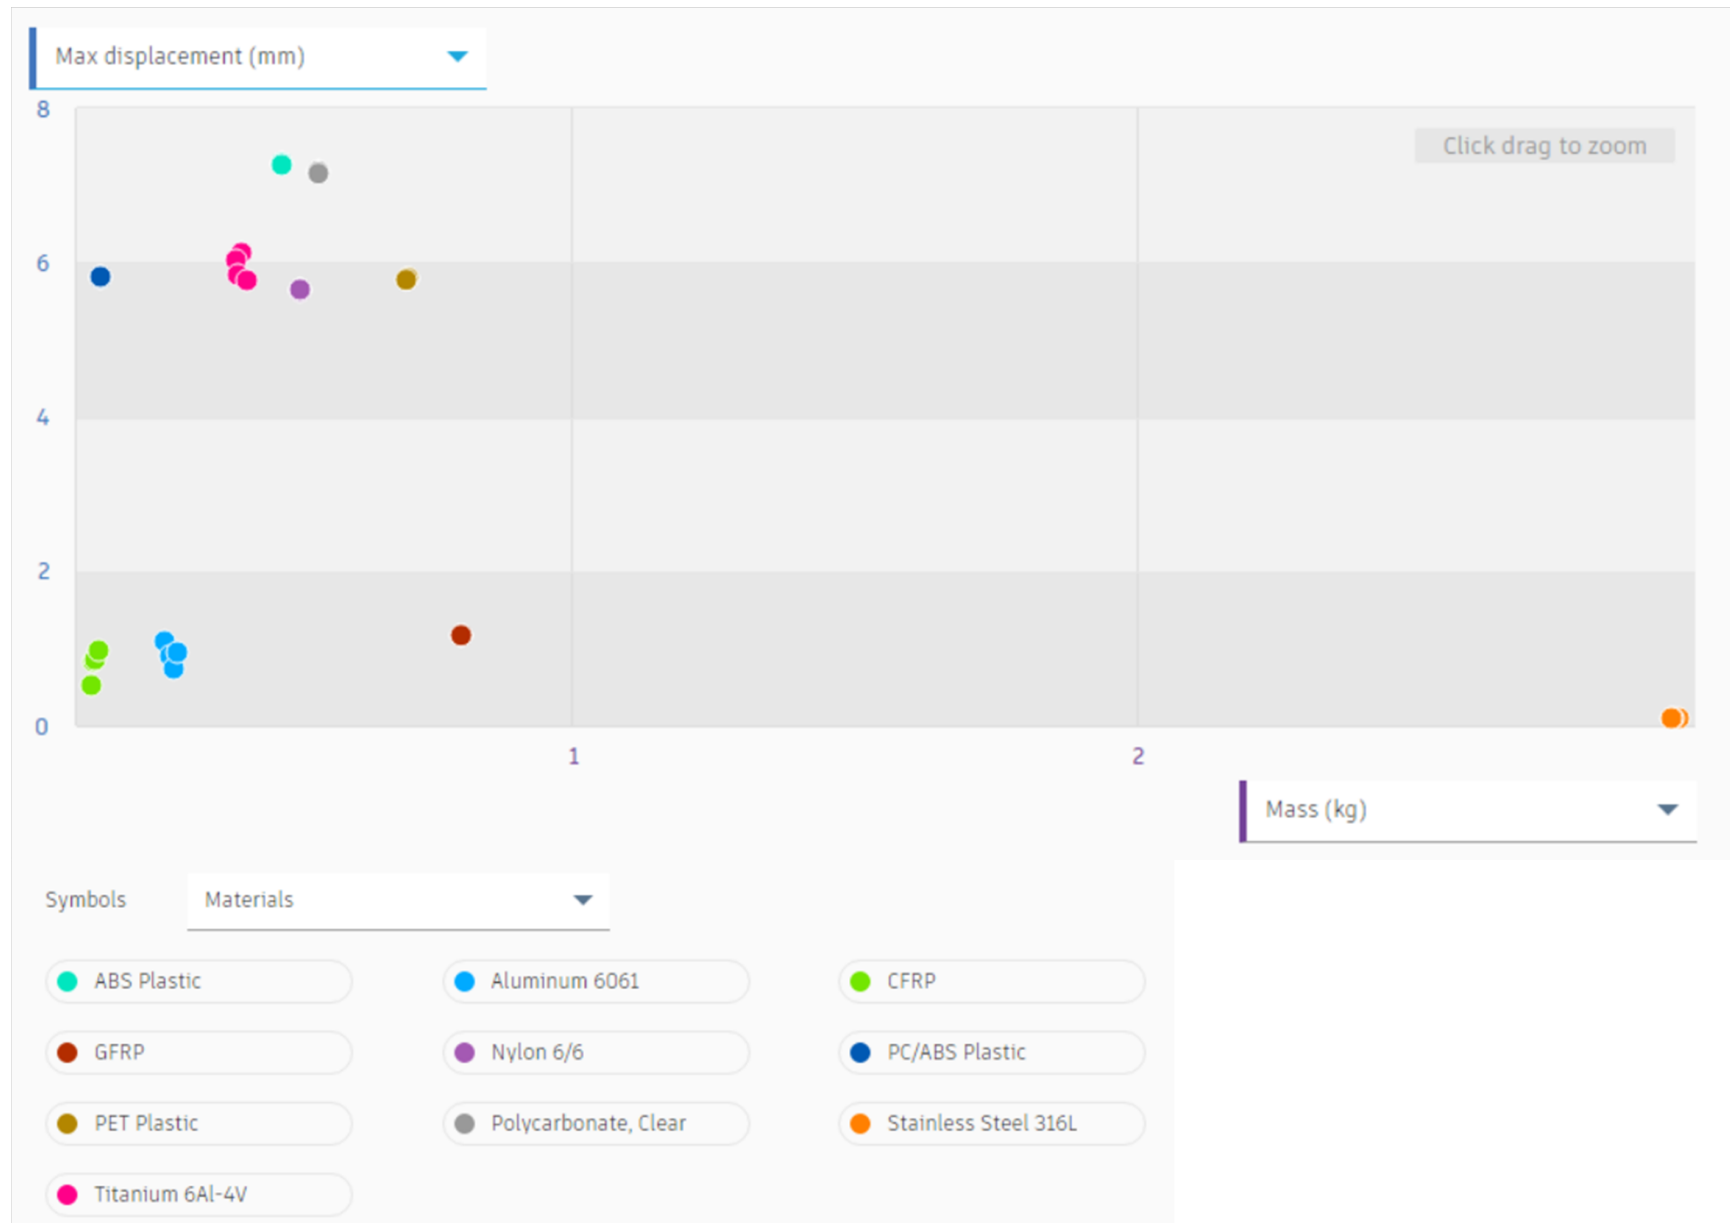 Max displacement (mm)
8
Click drag to zoom
6
4
2
0
1 2
Mass (kg)
Symbols Materials
ABS Plastic Aluminum 6061 CFRP
GFRP Nylon 6/6 PC/ABS Plastic
PET Plastic Polycarbonate, Clear Stainless Steel 316L
Titanium 6Al-4V